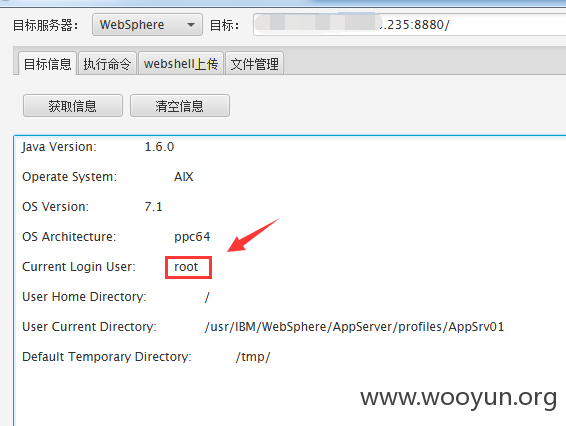 目标服务器： WebSphere 目标： .235:8880/
目标信息 执行命令 webshell上传 文件管理
获取信息 清空信息
Java Version: 1.6.0
Operate System: AIX
OS Version: 7.1
OS Architecture: ppc64
Current Login User: root
User Home Directory: /
User Current Directory: /usr/IBM/WebSphere/AppServer/profiles/AppSrv01
Default Temporary Directory: /tmp/
www.wooyun.org